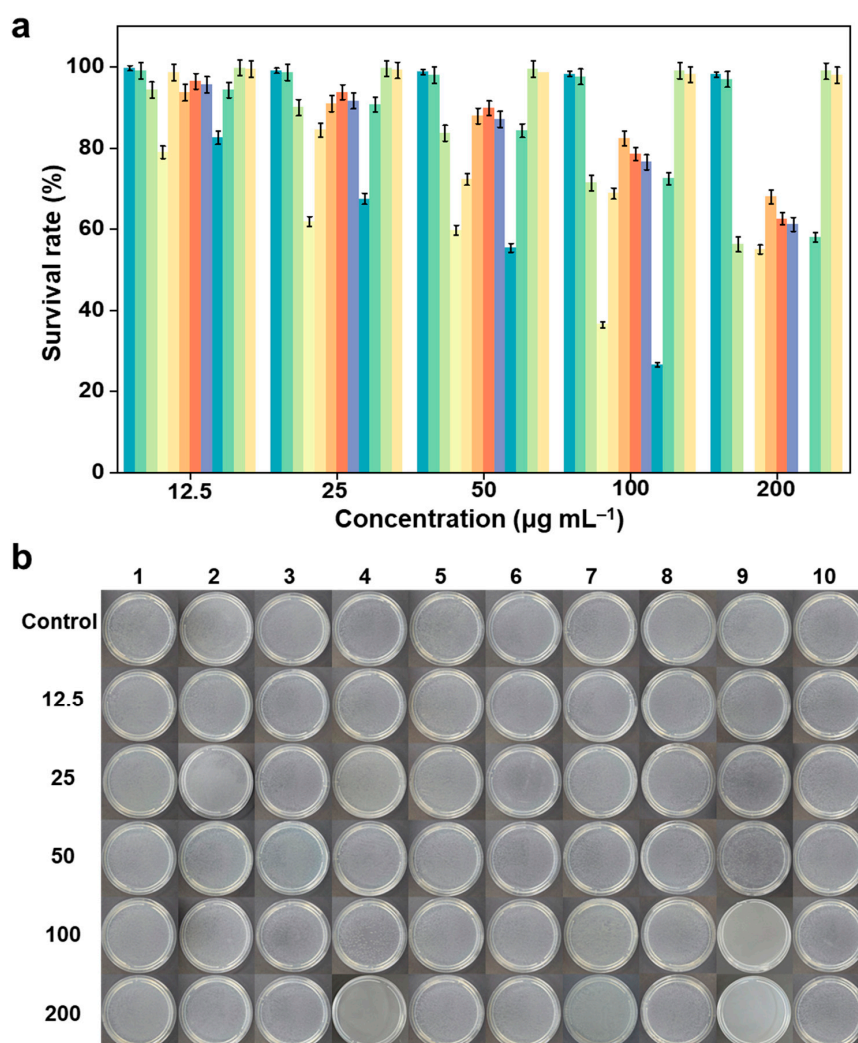 a
100
80
60
40
20
0
Survival rate (%)
12.5 25 50 100 200
Concentration (µg mL⁻¹)
b
1 2 3 4 5 6 7 8 9 10
Control
12.5
25
50
100
200